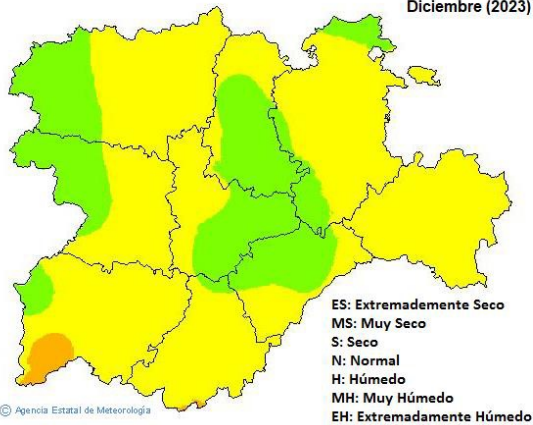 Diciembre (2023)
ES: Extremademente Seco
MS: Muy Seco
S: Seco
N: Normal
H: Húmedo
MH: Muy Húmedo
EH: Extremadamente Húmedo
© Agencia Estatal de Meteorología